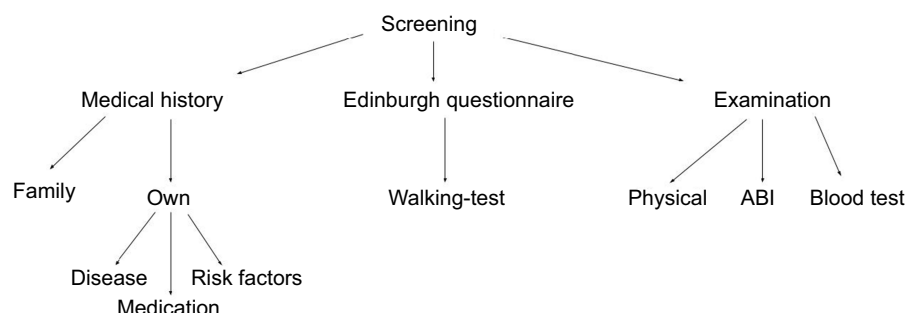 Screening
Medical history Edinburgh questionnaire Examination
Family Own Walking-test Physical ABI Blood test
Disease Risk factors
Medication